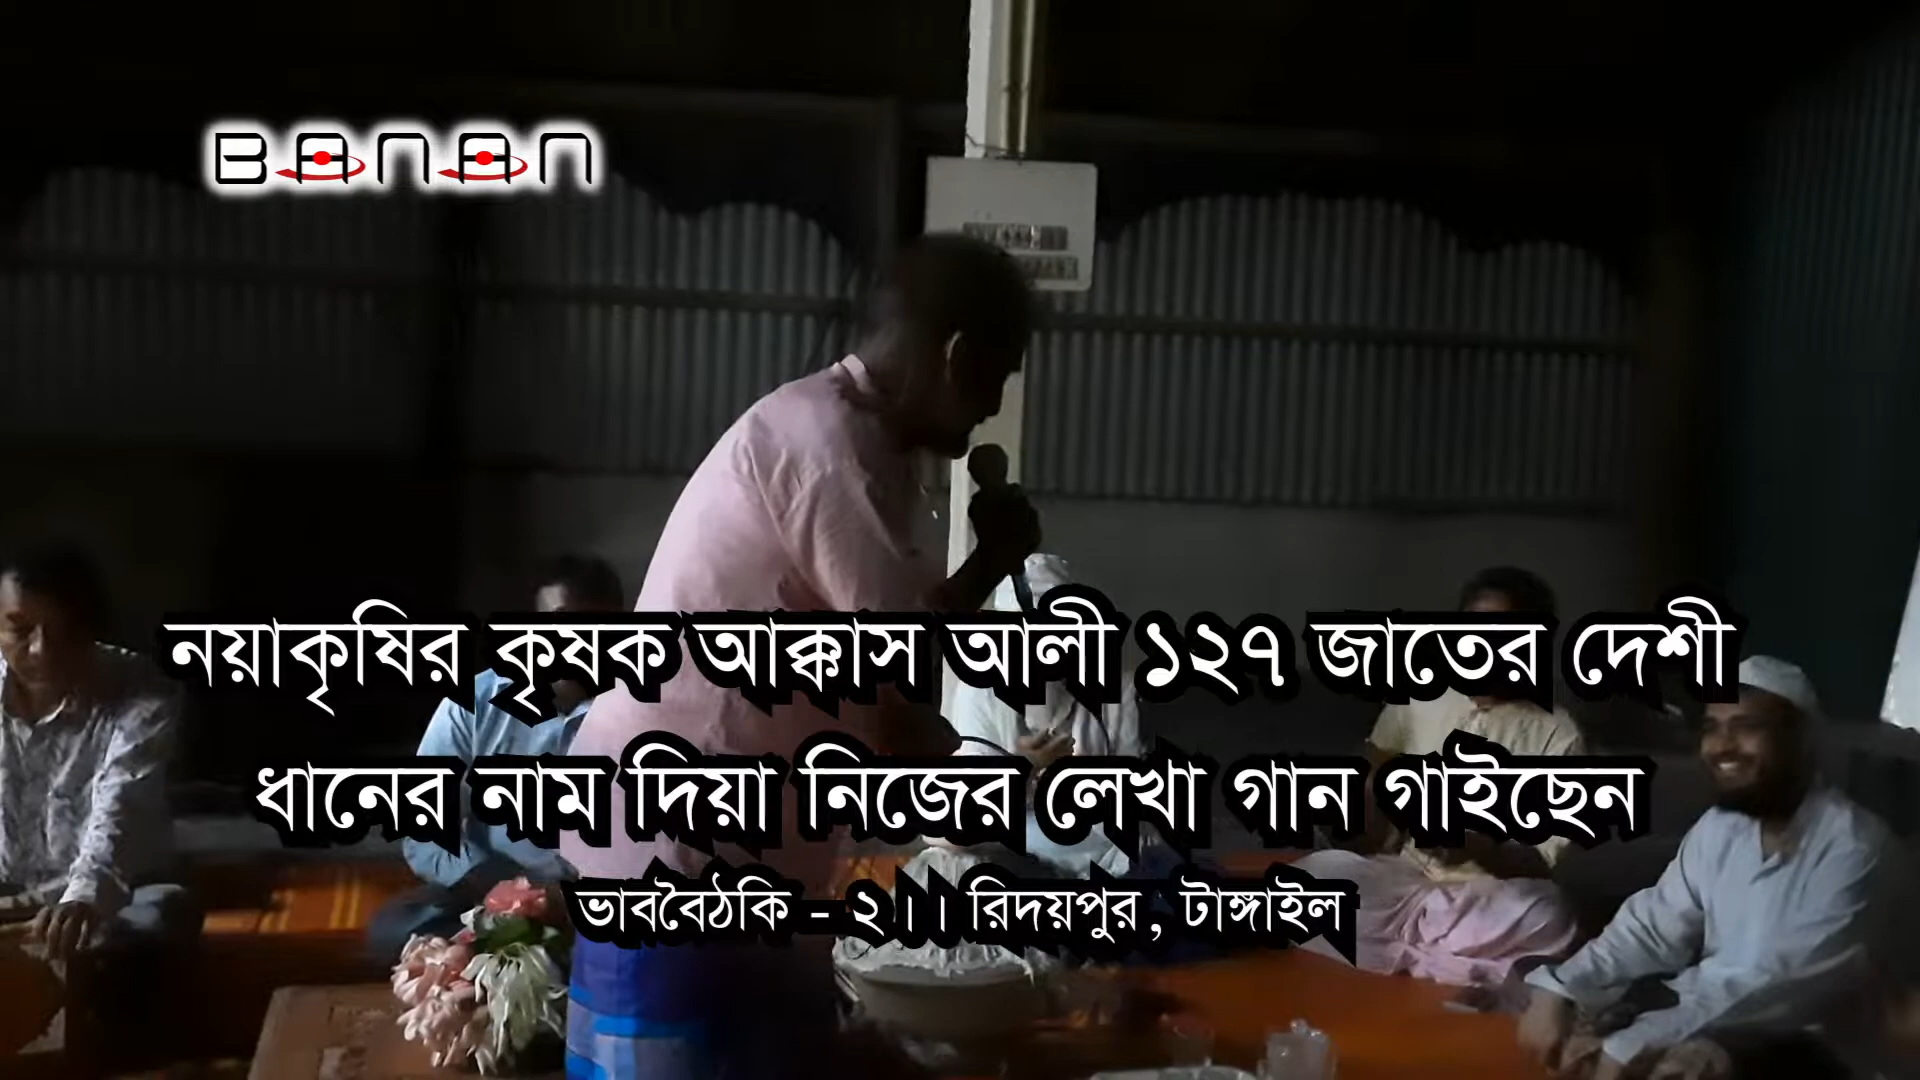 BANAN
নয়াকৃষির কৃষক আক্কাস আলী ১২৭ জাতের দেশী
ধানের নাম দিয়া নিজের লেখা গান গাইছেন
ভাববৈঠকি - ২।। রিদয়পুর, টাঙ্গাইল